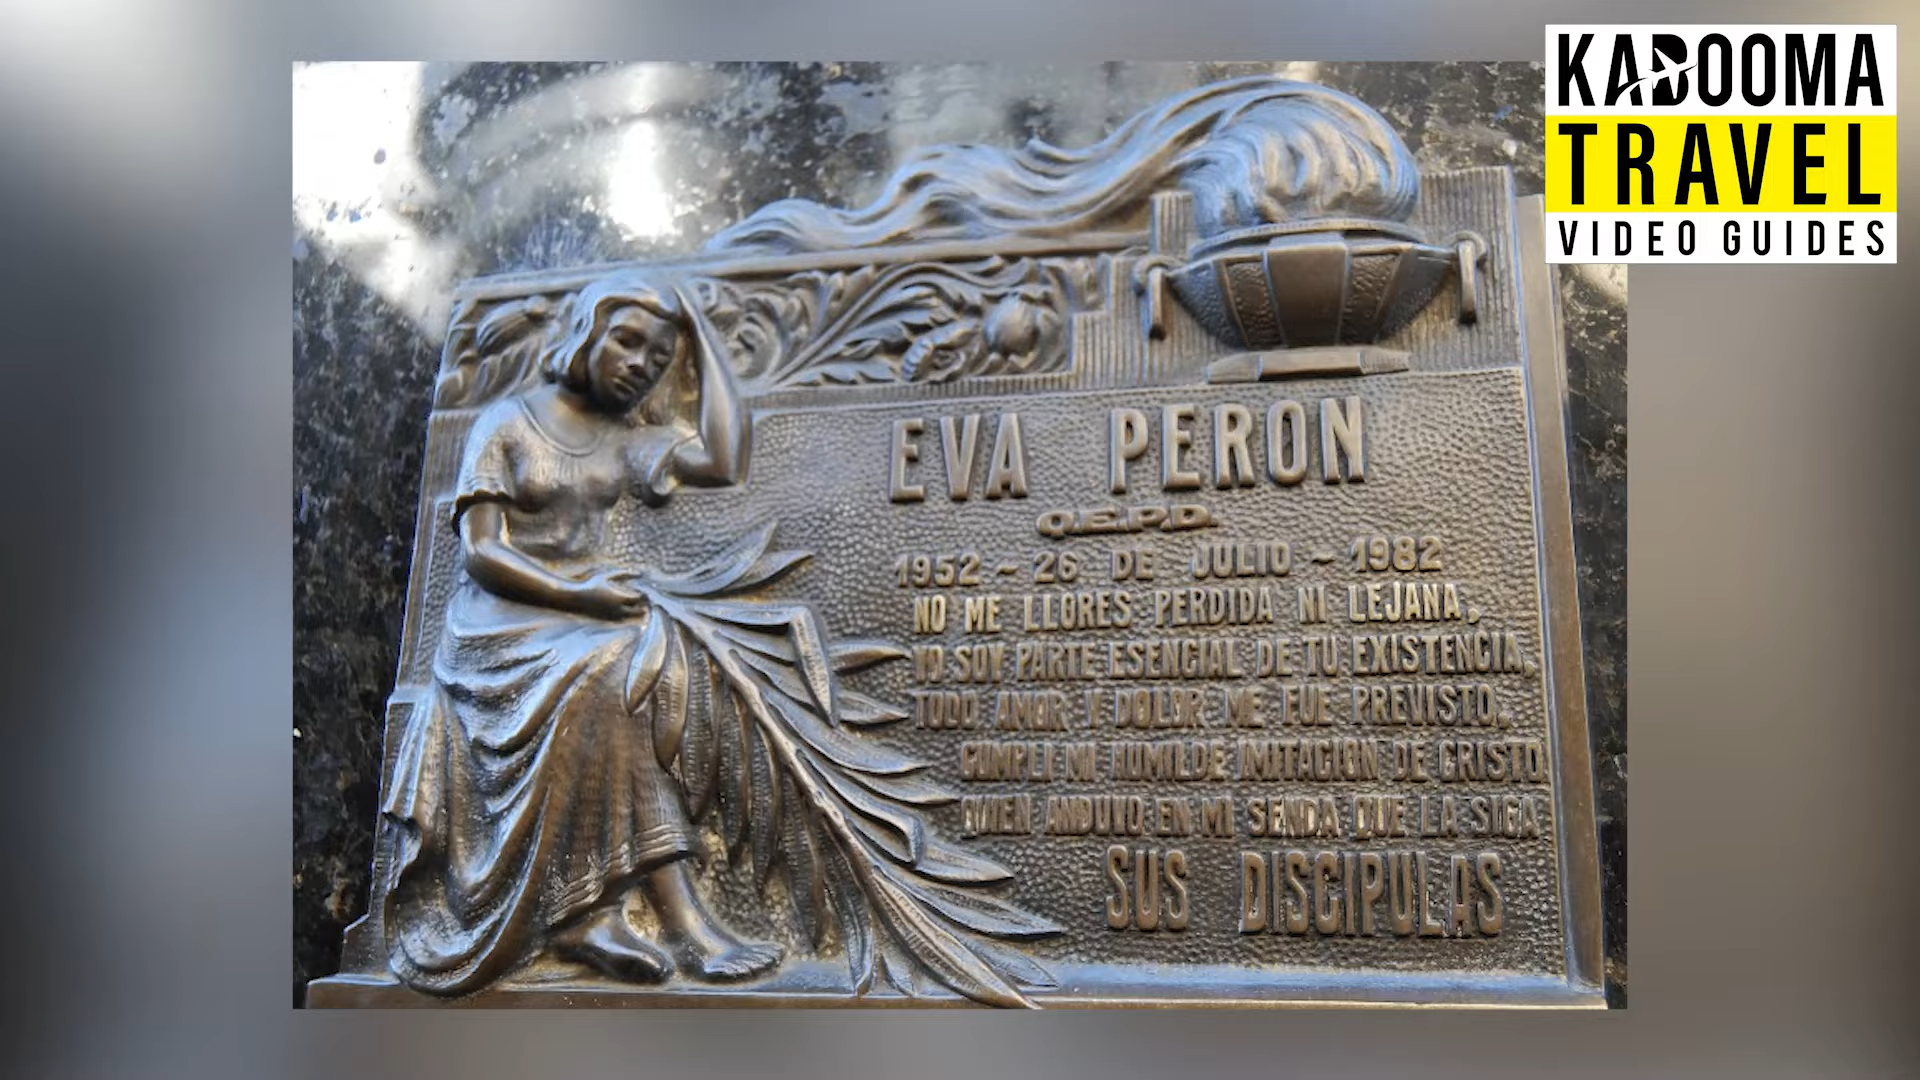 KABOOMA
TRAVEL
VIDEO GUIDES
EVA PERON
Q.E.P.D.
1952 ~ 26 DE JULIO ~ 1982
NO ME LLORES PERDIDA NI LEJANA,
YO SOY PARTE ESENCIAL DE TU EXISTENCIA,
TODO AMOR Y DOLOR ME FUE PREVISTO,
CUMPLI MI HUMILDE IMITACION DE CRISTO
QUIEN ANDUVO EN MI SENDA QUE LA SIGA
SUS DISCIPULAS